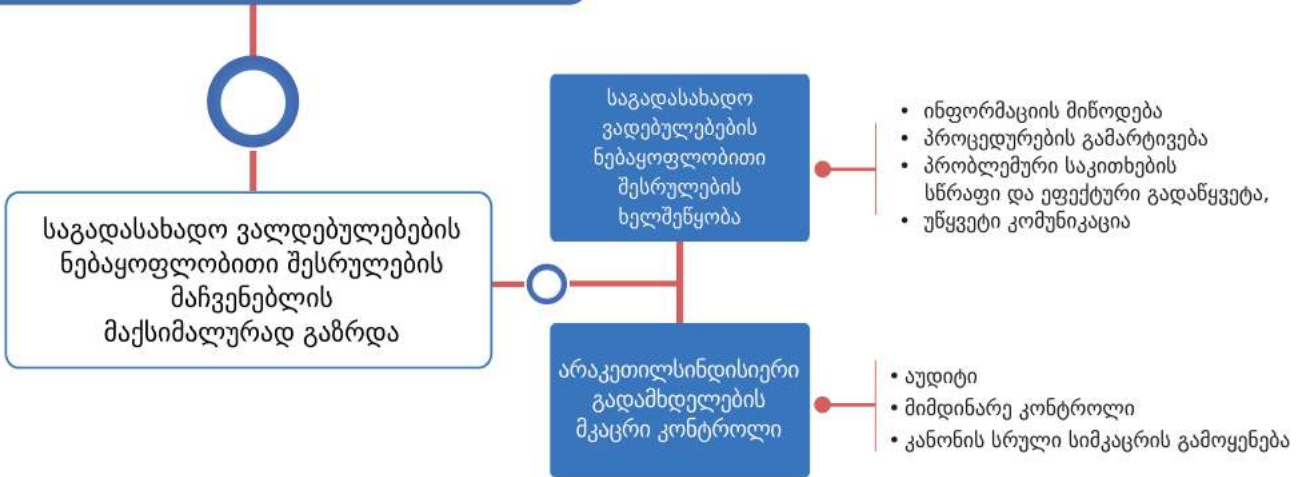 საგადასახადო ვალდებულებების
ნებაყოფლობითი შესრულების
მაჩვენებლის
მაქსიმალურად გაზრდა
საგადასახადო
ვადებულებების
ნებაყოფლობითი
შესრულების
ხელშეწყობა
• ინფორმაციის მიწოდება
• პროცედურების გამარტივება
• პრობლემური საკითხების
სწრაფი და ეფექტური გადაწყვეტა,
• უწყვეტი კომუნიკაცია
არაკეთილსინდისიერი
გადამხდელების
მკაცრი კონტროლი
• აუდიტი
• მიმდინარე კონტროლი
• კანონის სრული სიმკაცრის გამოყენება